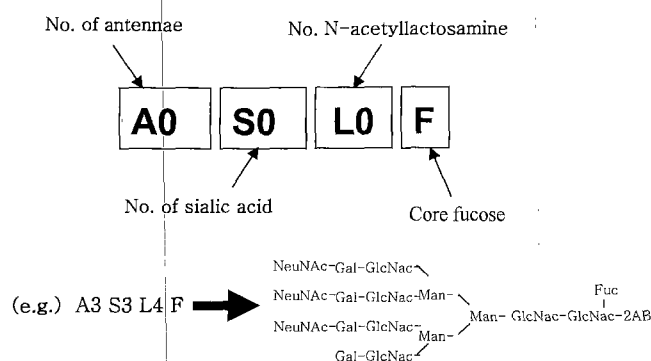 No. of antennae
No. N-acetyllactosamine
A0 S0 L0 F
No. of sialic acid
Core fucose
(e.g.) A3 S3 L4 F
NeuNAc-Gal-GlcNac
NeuNAc-Gal-GlcNac-Man-
Fuc
Man- GlcNac-GlcNac-2AB
NeuNAc-Gal-GlcNac
Man-
Gal-GlcNac